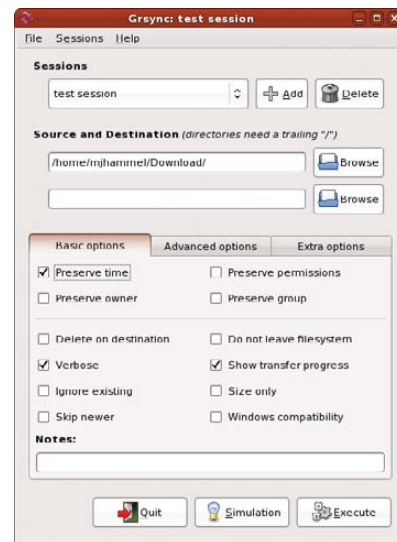 Grsync: test session
File Sessions Help
Sessions
test session Add Delete
Source and Destination (directories need a trailing "/")
/home/mjhammel/Download/ Browse
Browse
Basic options Advanced options Extra options
Preserve time Preserve permissions
Preserve owner Preserve group
Delete on destination Do not leave filesystem
Verbose Show transfer progress
Ignore existing Size only
Skip newer Windows compatibility
Notes:
Quit Simulation Execute